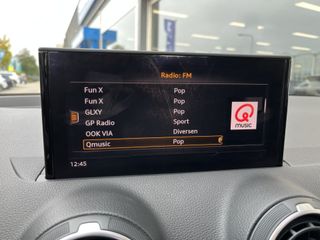 Radio: FM
Fun X Pop
Fun X Pop
GLXY Pop
GP Radio Sport
OOK VIA Diversen
Qmusic Pop
Q
music
12:45